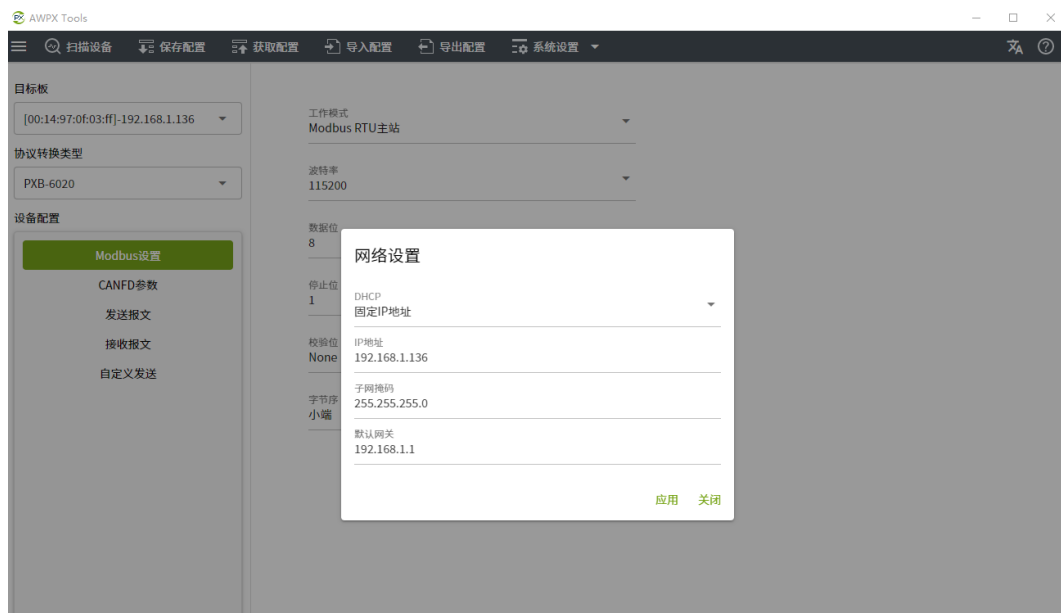 AWPX Tools
扫描设备 保存配置 获取配置 导入配置 导出配置 系统设置
目标板
[00:14:97:0f:03:ff]-192.168.1.136
协议转换类型
PXB-6020
设备配置
Modbus设置
CANFD参数
发送报文
接收报文
自定义发送
工作模式
Modbus RTU主站
波特率
115200
数据位
8
停止位
1
校验位
None
字节序
小端
网络设置
DHCP
固定IP地址
IP地址
192.168.1.136
子网掩码
255.255.255.0
默认网关
192.168.1.1
应用 关闭